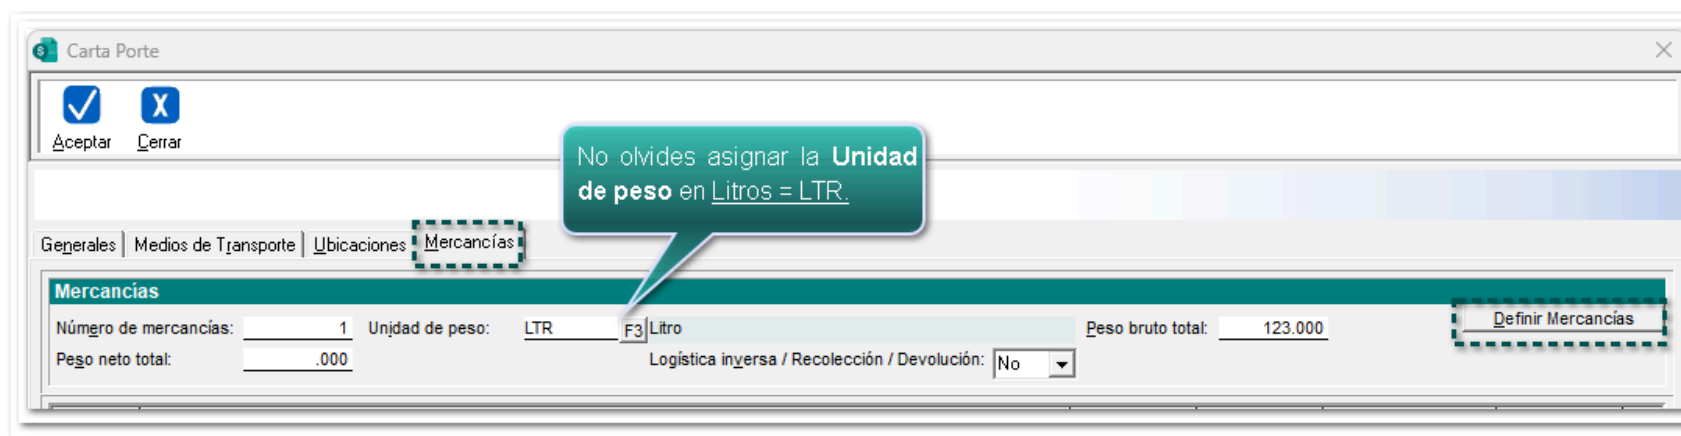 Carta Porte
Aceptar Cerrar
No olvides asignar la Unidad
de peso en Litros = LTR.
Generales Medios de Transporte Ubicaciones Mercancías
Mercancías
Número de mercancías: 1 Unidad de peso: LTR F3 Litro Peso bruto total: 123.000 Definir Mercancías
Peso neto total: .000 Logística inversa / Recolección / Devolución: No